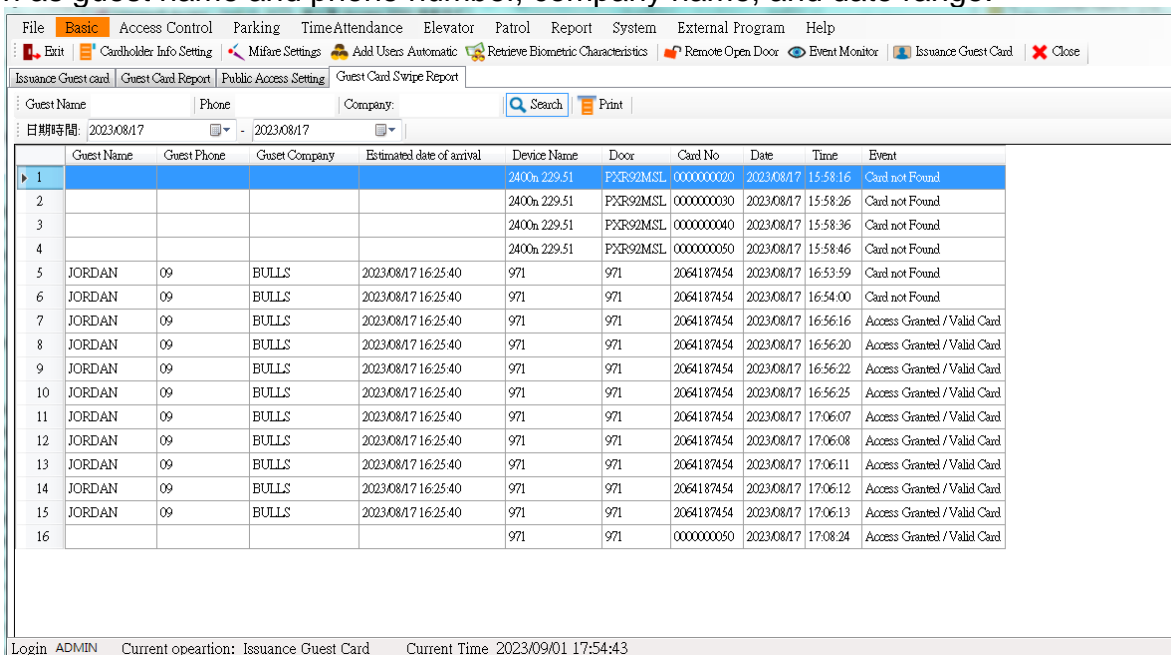 as guest name and phone number, company name, and date range.
File Basic Access Control Parking TimeAttendance Elevator Patrol Report System External Program Help
Exit Cardholder Info Setting Mifare Settings Add Users Automatic Retrieve Biometric Characteristics Remote Open Door Event Monitor Issuance Guest Card Close
Issuance Guest card Guest Card Report Public Access Setting Guest Card Swipe Report
Guest Name Phone Company: Search Print
日期時間: 2023/08/17 - 2023/08/17
Guest Name Guest Phone Guset Company Estimated date of arrival Device Name Door Card No Date Time Event
1 2400n 229.51 PXR92MSL 0000000020 2023/08/17 15:58:16 Card not Found
2 2400n 229.51 PXR92MSL 0000000030 2023/08/17 15:58:26 Card not Found
3 2400n 229.51 PXR92MSL 0000000040 2023/08/17 15:58:36 Card not Found
4 2400n 229.51 PXR92MSL 0000000050 2023/08/17 15:58:46 Card not Found
5 JORDAN 09 BULLS 2023/08/17 16:25:40 971 971 2064187454 2023/08/17 16:53:59 Card not Found
6 JORDAN 09 BULLS 2023/08/17 16:25:40 971 971 2064187454 2023/08/17 16:54:00 Card not Found
7 JORDAN 09 BULLS 2023/08/17 16:25:40 971 971 2064187454 2023/08/17 16:56:16 Access Granted / Valid Card
8 JORDAN 09 BULLS 2023/08/17 16:25:40 971 971 2064187454 2023/08/17 16:56:20 Access Granted / Valid Card
9 JORDAN 09 BULLS 2023/08/17 16:25:40 971 971 2064187454 2023/08/17 16:56:22 Access Granted / Valid Card
10 JORDAN 09 BULLS 2023/08/17 16:25:40 971 971 2064187454 2023/08/17 16:56:25 Access Granted / Valid Card
11 JORDAN 09 BULLS 2023/08/17 16:25:40 971 971 2064187454 2023/08/17 17:06:07 Access Granted / Valid Card
12 JORDAN 09 BULLS 2023/08/17 16:25:40 971 971 2064187454 2023/08/17 17:06:08 Access Granted / Valid Card
13 JORDAN 09 BULLS 2023/08/17 16:25:40 971 971 2064187454 2023/08/17 17:06:11 Access Granted / Valid Card
14 JORDAN 09 BULLS 2023/08/17 16:25:40 971 971 2064187454 2023/08/17 17:06:12 Access Granted / Valid Card
15 JORDAN 09 BULLS 2023/08/17 16:25:40 971 971 2064187454 2023/08/17 17:06:13 Access Granted / Valid Card
16 971 971 0000000050 2023/08/17 17:08:24 Access Granted / Valid Card
Login ADMIN Current opeartion: Issuance Guest Card Current Time 2023/09/01 17:54:43